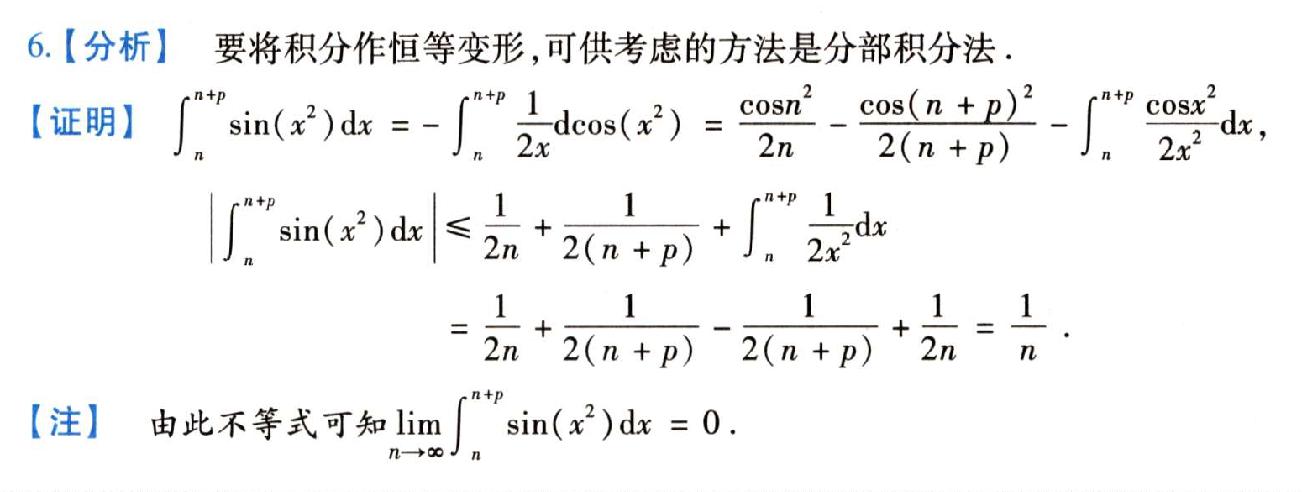 6.【分析】 要将积分作恒等变形,可供考虑的方法是分部积分法.
【证明】 $\int_{n}^{n+p} \sin(x^2)\mathrm{d}x = -\int_{n}^{n+p} \frac{1}{2x}\mathrm{d}\cos(x^2) = \frac{\cos n^2}{2n} - \frac{\cos(n+p)^2}{2(n+p)} - \int_{n}^{n+p} \frac{\cos x^2}{2x^2}\mathrm{d}x,$
$\left|\int_{n}^{n+p} \sin(x^2)\mathrm{d}x\right| \leqslant \frac{1}{2n} + \frac{1}{2(n+p)} + \int_{n}^{n+p} \frac{1}{2x^2}\mathrm{d}x$
$= \frac{1}{2n} + \frac{1}{2(n+p)} - \frac{1}{2(n+p)} + \frac{1}{2n} = \frac{1}{n}.$
【注】 由此不等式可知 $\lim_{n \to \infty} \int_{n}^{n+p} \sin(x^2)\mathrm{d}x = 0.$